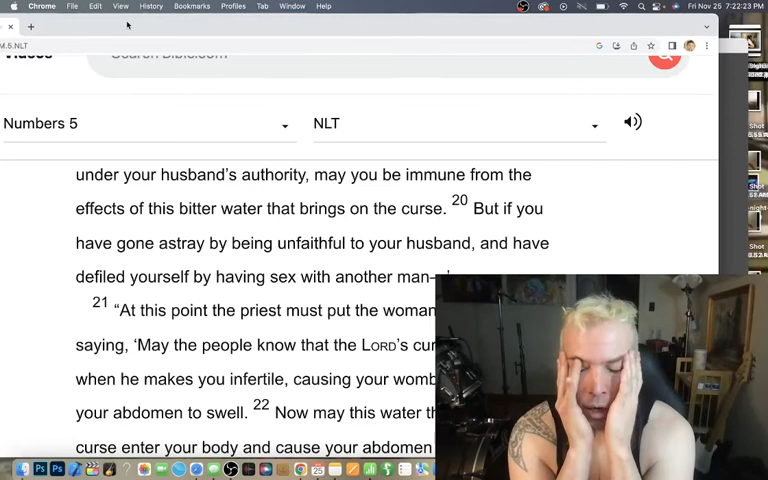 Chrome File Edit View History Bookmarks Profiles Tab Window Help Fri Nov 25 7:22:23 PM
M.5.NLT
Numbers 5 NLT
under your husband’s authority, may you be immune from the
effects of this bitter water that brings on the curse. 20 But if you
have gone astray by being unfaithful to your husband, and have
defiled yourself by having sex with another man—’
21 “At this point the priest must put the woman
saying, ‘May the people know that the LORD’s cur
when he makes you infertile, causing your womb
your abdomen to swell. 22 Now may this water th
curse enter your body and cause your abdomen
Shot
Shot